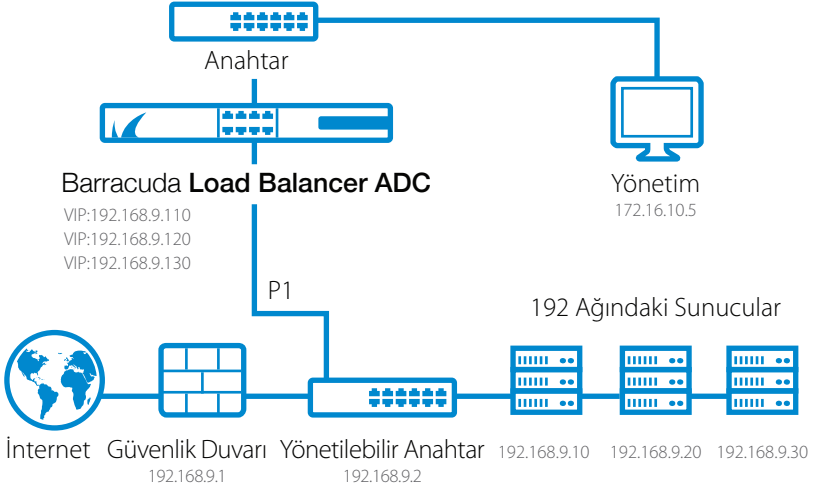 Anahtar
Barracuda Load Balancer ADC
VIP:192.168.9.110
VIP:192.168.9.120
VIP:192.168.9.130
Yönetim
172.16.10.5
P1
192 Ağındaki Sunucular
İnternet
Güvenlik Duvarı
192.168.9.1
Yönetilebilir Anahtar
192.168.9.2
192.168.9.10
192.168.9.20
192.168.9.30